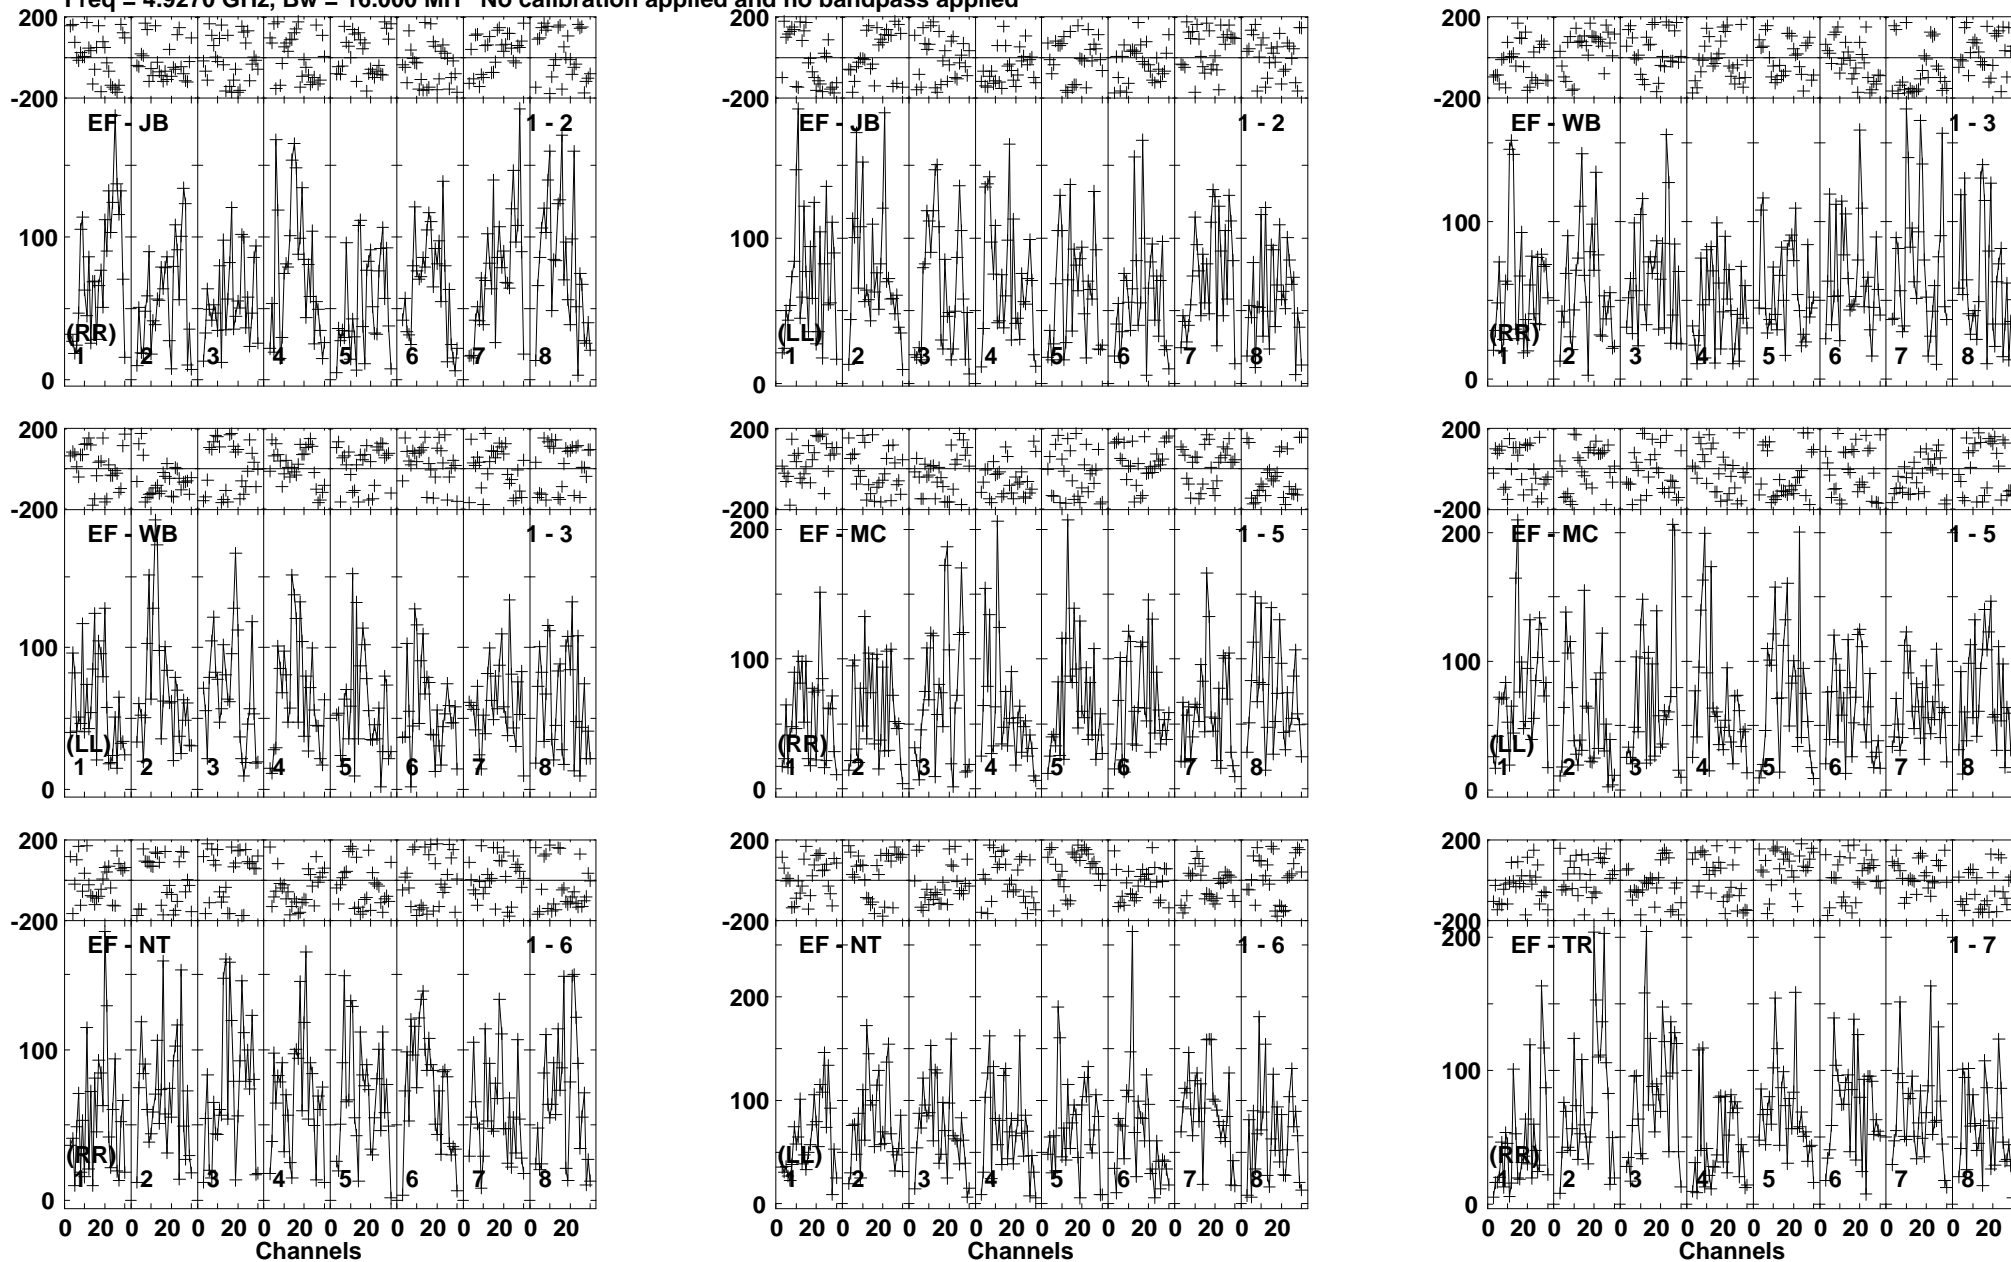 Freq = 4.9270 GHz, Bw = 16.000 MH No calibration applied and no bandpass applied
200 200 200
-200 -200 -200
EF - JB 1 - 2 EF - JB 1 - 2 EF - WB 1 - 3
100 100 100
(RR) (LL) (RR)
1 2 3 4 5 6 7 8 1 2 3 4 5 6 7 8 1 2 3 4 5 6 7 8
0 0 0
200 200 200
-200 -200 -200
EF - WB 1 - 3 EF - MC 1 - 5 EF - MC 1 - 5
200 200
100 100 100
(LL) (RR) (LL)
1 2 3 4 5 6 7 8 1 2 3 4 5 6 7 8 1 2 3 4 5 6 7 8
0 0 0
200 200 200
-200 -200 -200
EF - NT 1 - 6 EF - NT 1 - 6 EF - TR 1 - 7
200 200
100 100 100
(RR) (LL) (RR)
1 2 3 4 5 6 7 8 1 2 3 4 5 6 7 8 1 2 3 4 5 6 7 8
0 0 0
0 20 0 20 0 20 0 20 0 20 0 20 0 20 0 20 0 20 0 20 0 20 0 20 0 20 0 20 0 20 0 20 0 20 0 20 0 20 0 20 0 20 0 20 0 20 0 20
Channels Channels Channels